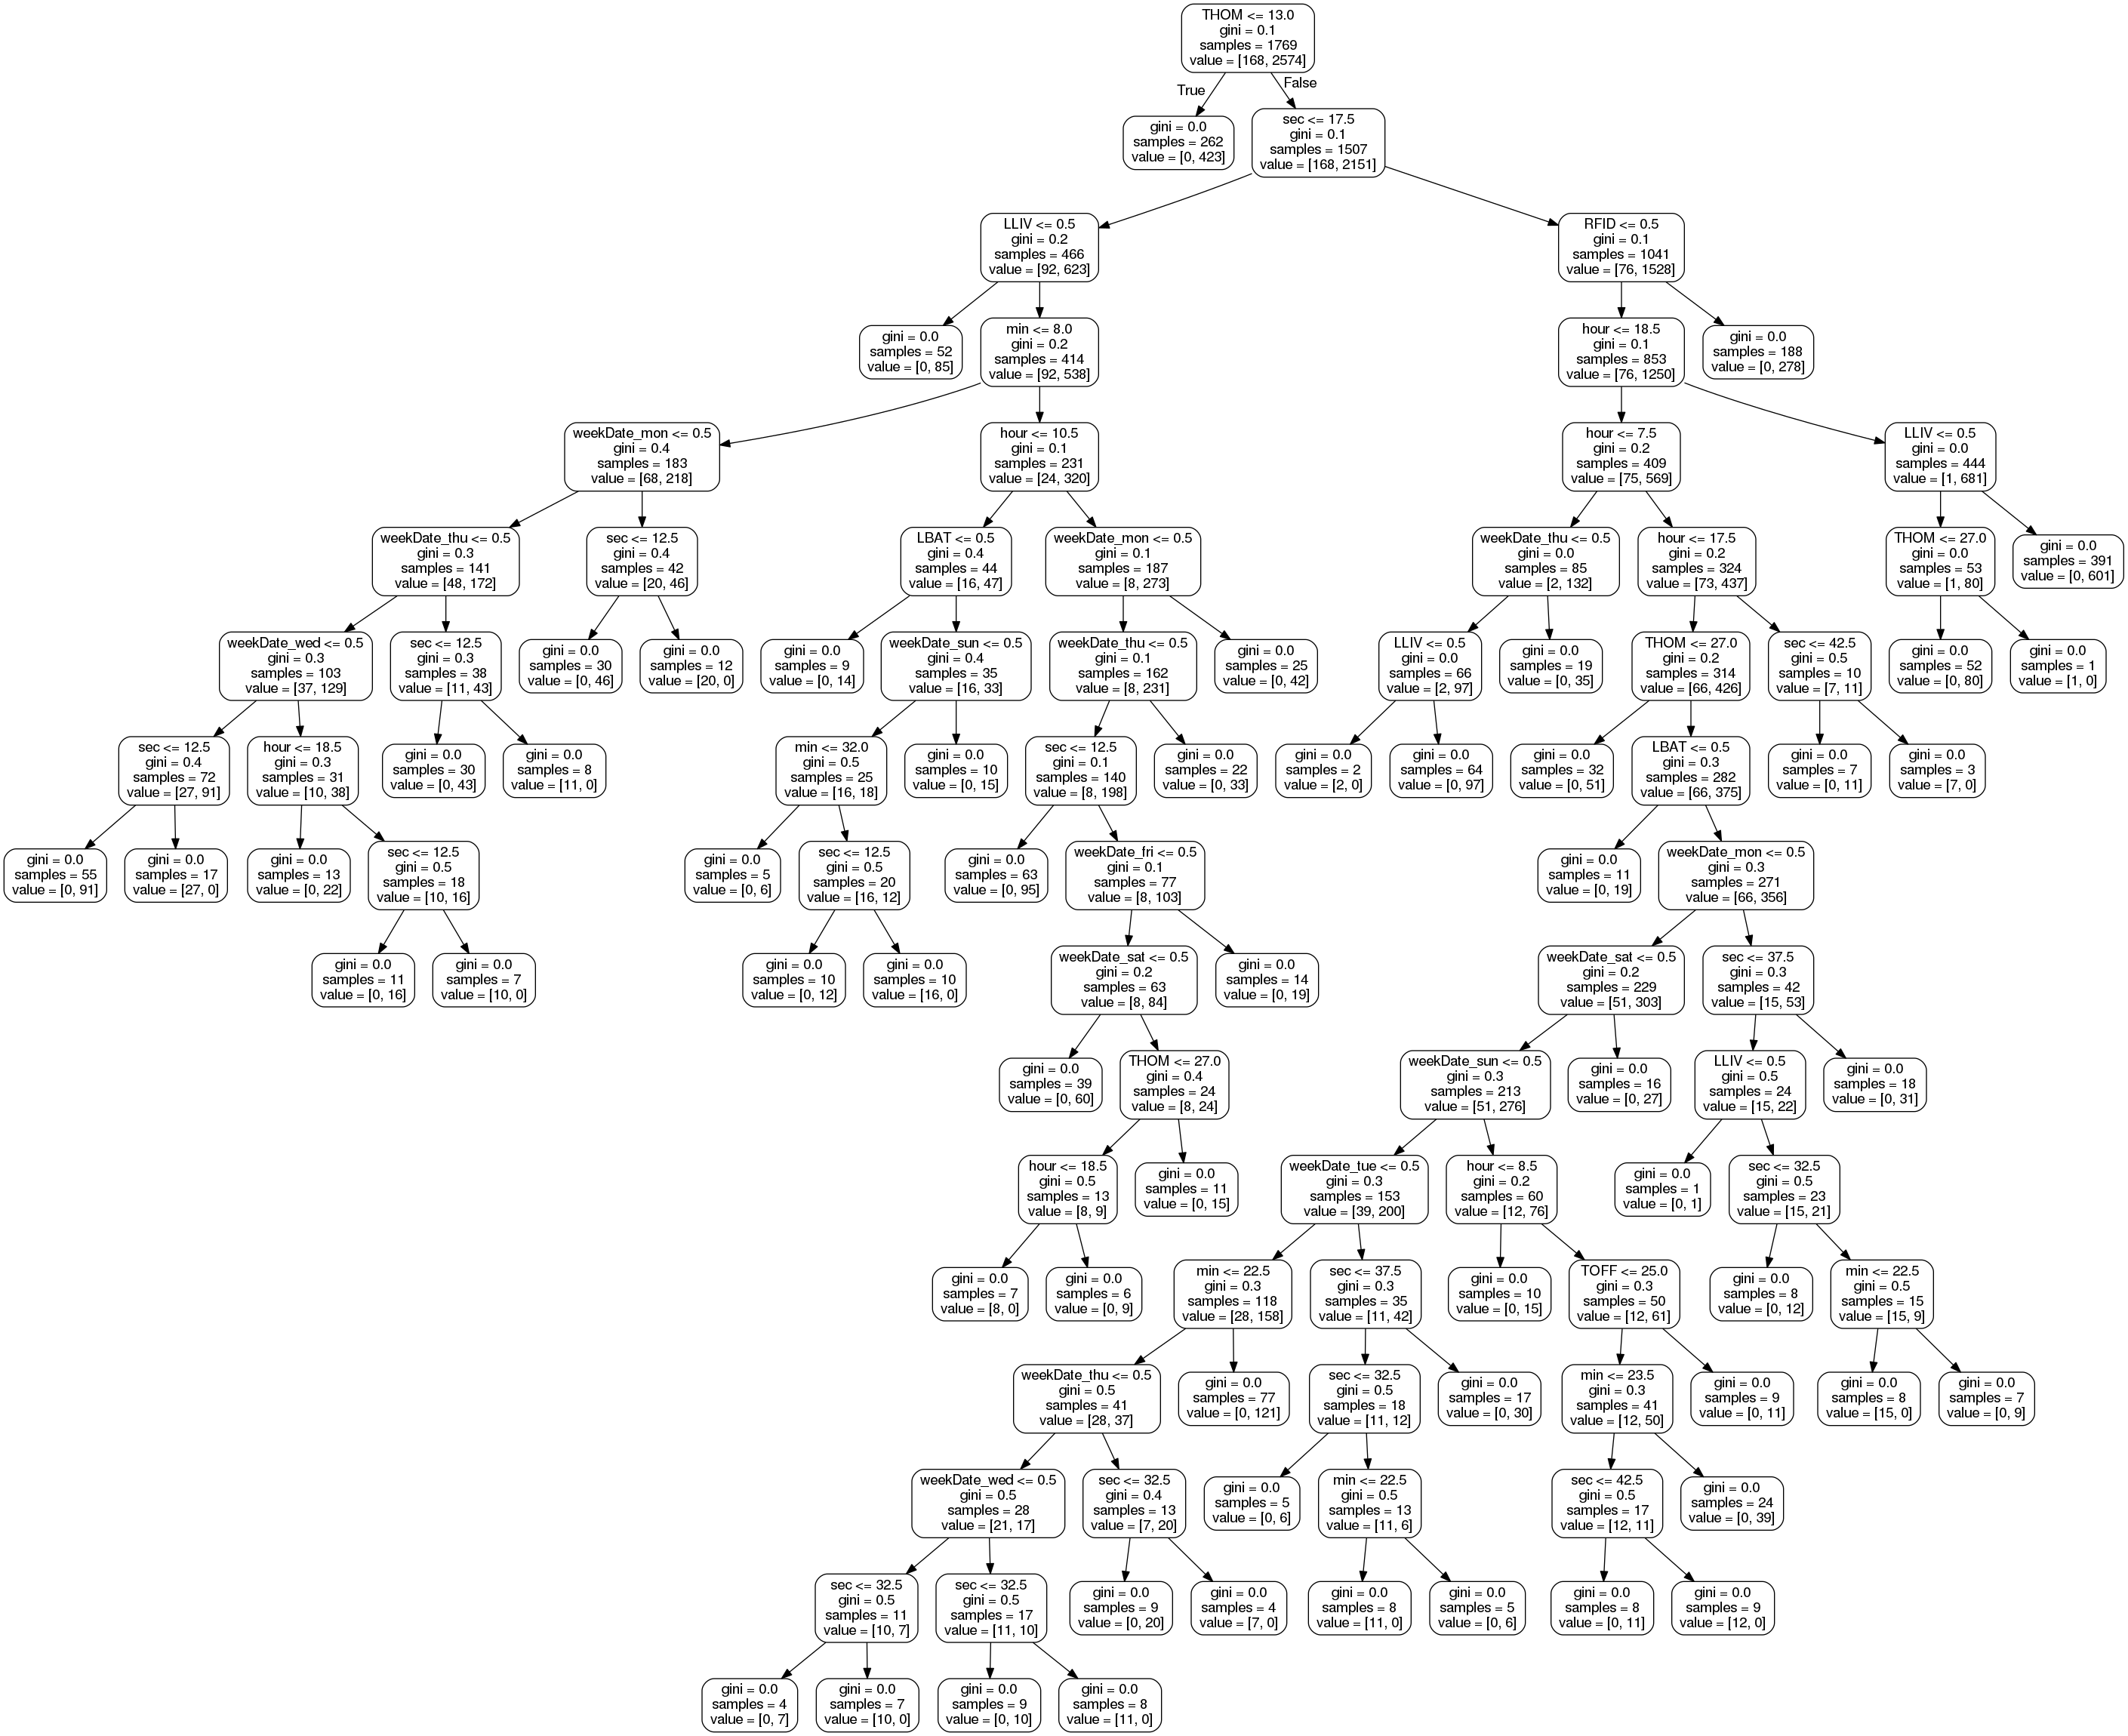 THOM <= 13.0
gini = 0.1
samples = 1769
value = [168, 2574]
True
False
gini = 0.0
samples = 262
value = [0, 423]
sec <= 17.5
gini = 0.1
samples = 1507
value = [168, 2151]
LLIV <= 0.5
gini = 0.2
samples = 466
value = [92, 623]
RFID <= 0.5
gini = 0.1
samples = 1041
value = [76, 1528]
gini = 0.0
samples = 52
value = [0, 85]
min <= 8.0
gini = 0.2
samples = 414
value = [92, 538]
hour <= 18.5
gini = 0.1
samples = 853
value = [76, 1250]
gini = 0.0
samples = 188
value = [0, 278]
weekDate_mon <= 0.5
gini = 0.4
samples = 183
value = [68, 218]
hour <= 10.5
gini = 0.1
samples = 231
value = [24, 320]
hour <= 7.5
gini = 0.2
samples = 409
value = [75, 569]
LLIV <= 0.5
gini = 0.0
samples = 444
value = [1, 681]
weekDate_thu <= 0.5
gini = 0.3
samples = 141
value = [48, 172]
sec <= 12.5
gini = 0.4
samples = 42
value = [20, 46]
LBAT <= 0.5
gini = 0.4
samples = 44
value = [16, 47]
weekDate_mon <= 0.5
gini = 0.1
samples = 187
value = [8, 273]
weekDate_thu <= 0.5
gini = 0.0
samples = 85
value = [2, 132]
hour <= 17.5
gini = 0.2
samples = 324
value = [73, 437]
THOM <= 27.0
gini = 0.0
samples = 53
value = [1, 80]
gini = 0.0
samples = 391
value = [0, 601]
weekDate_wed <= 0.5
gini = 0.3
samples = 103
value = [37, 129]
sec <= 12.5
gini = 0.3
samples = 38
value = [11, 43]
gini = 0.0
samples = 30
value = [0, 46]
gini = 0.0
samples = 12
value = [20, 0]
gini = 0.0
samples = 9
value = [0, 14]
weekDate_sun <= 0.5
gini = 0.4
samples = 35
value = [16, 33]
weekDate_thu <= 0.5
gini = 0.1
samples = 162
value = [8, 231]
gini = 0.0
samples = 25
value = [0, 42]
LLIV <= 0.5
gini = 0.0
samples = 66
value = [2, 97]
gini = 0.0
samples = 19
value = [0, 35]
THOM <= 27.0
gini = 0.2
samples = 314
value = [66, 426]
sec <= 42.5
gini = 0.5
samples = 10
value = [7, 11]
gini = 0.0
samples = 52
value = [0, 80]
gini = 0.0
samples = 1
value = [1, 0]
sec <= 12.5
gini = 0.4
samples = 72
value = [27, 91]
hour <= 18.5
gini = 0.3
samples = 31
value = [10, 38]
gini = 0.0
samples = 30
value = [0, 43]
gini = 0.0
samples = 8
value = [11, 0]
min <= 32.0
gini = 0.5
samples = 25
value = [16, 18]
gini = 0.0
samples = 10
value = [0, 15]
sec <= 12.5
gini = 0.1
samples = 140
value = [8, 198]
gini = 0.0
samples = 22
value = [0, 33]
gini = 0.0
samples = 2
value = [2, 0]
gini = 0.0
samples = 64
value = [0, 97]
gini = 0.0
samples = 32
value = [0, 51]
LBAT <= 0.5
gini = 0.3
samples = 282
value = [66, 375]
gini = 0.0
samples = 7
value = [0, 11]
gini = 0.0
samples = 3
value = [7, 0]
gini = 0.0
samples = 55
value = [0, 91]
gini = 0.0
samples = 17
value = [27, 0]
gini = 0.0
samples = 13
value = [0, 22]
sec <= 12.5
gini = 0.5
samples = 18
value = [10, 16]
gini = 0.0
samples = 5
value = [0, 6]
sec <= 12.5
gini = 0.5
samples = 20
value = [16, 12]
gini = 0.0
samples = 63
value = [0, 95]
weekDate_fri <= 0.5
gini = 0.1
samples = 77
value = [8, 103]
gini = 0.0
samples = 11
value = [0, 19]
weekDate_mon <= 0.5
gini = 0.3
samples = 271
value = [66, 356]
gini = 0.0
samples = 11
value = [0, 16]
gini = 0.0
samples = 7
value = [10, 0]
gini = 0.0
samples = 10
value = [0, 12]
gini = 0.0
samples = 10
value = [16, 0]
weekDate_sat <= 0.5
gini = 0.2
samples = 63
value = [8, 84]
gini = 0.0
samples = 14
value = [0, 19]
weekDate_sat <= 0.5
gini = 0.2
samples = 229
value = [51, 303]
sec <= 37.5
gini = 0.3
samples = 42
value = [15, 53]
gini = 0.0
samples = 39
value = [0, 60]
THOM <= 27.0
gini = 0.4
samples = 24
value = [8, 24]
weekDate_sun <= 0.5
gini = 0.3
samples = 213
value = [51, 276]
gini = 0.0
samples = 16
value = [0, 27]
LLIV <= 0.5
gini = 0.5
samples = 24
value = [15, 22]
gini = 0.0
samples = 18
value = [0, 31]
hour <= 18.5
gini = 0.5
samples = 13
value = [8, 9]
gini = 0.0
samples = 11
value = [0, 15]
weekDate_tue <= 0.5
gini = 0.3
samples = 153
value = [39, 200]
hour <= 8.5
gini = 0.2
samples = 60
value = [12, 76]
gini = 0.0
samples = 1
value = [0, 1]
sec <= 32.5
gini = 0.5
samples = 23
value = [15, 21]
gini = 0.0
samples = 7
value = [8, 0]
gini = 0.0
samples = 6
value = [0, 9]
min <= 22.5
gini = 0.3
samples = 118
value = [28, 158]
sec <= 37.5
gini = 0.3
samples = 35
value = [11, 42]
gini = 0.0
samples = 10
value = [0, 15]
TOFF <= 25.0
gini = 0.3
samples = 50
value = [12, 61]
gini = 0.0
samples = 8
value = [0, 12]
min <= 22.5
gini = 0.5
samples = 15
value = [15, 9]
weekDate_thu <= 0.5
gini = 0.5
samples = 41
value = [28, 37]
gini = 0.0
samples = 77
value = [0, 121]
sec <= 32.5
gini = 0.5
samples = 18
value = [11, 12]
gini = 0.0
samples = 17
value = [0, 30]
min <= 23.5
gini = 0.3
samples = 41
value = [12, 50]
gini = 0.0
samples = 9
value = [0, 11]
gini = 0.0
samples = 8
value = [15, 0]
gini = 0.0
samples = 7
value = [0, 9]
weekDate_wed <= 0.5
gini = 0.5
samples = 28
value = [21, 17]
sec <= 32.5
gini = 0.4
samples = 13
value = [7, 20]
gini = 0.0
samples = 5
value = [0, 6]
min <= 22.5
gini = 0.5
samples = 13
value = [11, 6]
sec <= 42.5
gini = 0.5
samples = 17
value = [12, 11]
gini = 0.0
samples = 24
value = [0, 39]
sec <= 32.5
gini = 0.5
samples = 11
value = [10, 7]
sec <= 32.5
gini = 0.5
samples = 17
value = [11, 10]
gini = 0.0
samples = 9
value = [0, 20]
gini = 0.0
samples = 4
value = [7, 0]
gini = 0.0
samples = 8
value = [11, 0]
gini = 0.0
samples = 5
value = [0, 6]
gini = 0.0
samples = 8
value = [0, 11]
gini = 0.0
samples = 9
value = [12, 0]
gini = 0.0
samples = 4
value = [0, 7]
gini = 0.0
samples = 7
value = [10, 0]
gini = 0.0
samples = 9
value = [0, 10]
gini = 0.0
samples = 8
value = [11, 0]